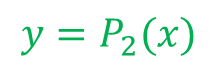 y = P₂(x)